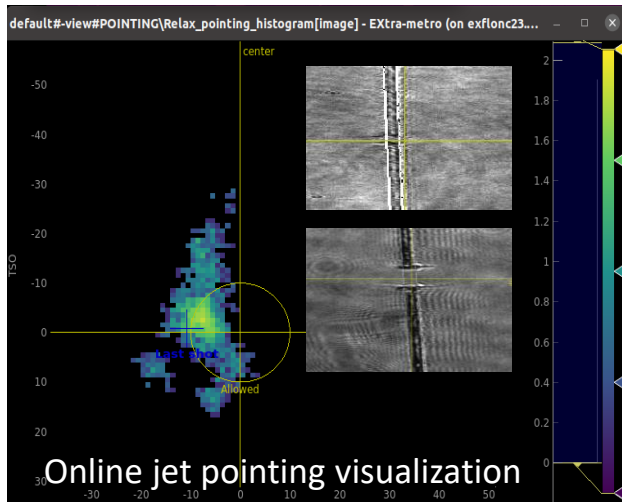 default#-view#POINTING\Relax_pointing_histogram[image] - EXtra-metro (on exflonc23....
center
2
-50
1.8
-40
1.6
-30
1.4
TSO
-20
1.2
-10
1
0
0.8
Last shot
0.6
10
Allowed
0.4
20
0.2
30
0
Online jet pointing visualization
-30 -20 -10 0 10 20 30 40 50